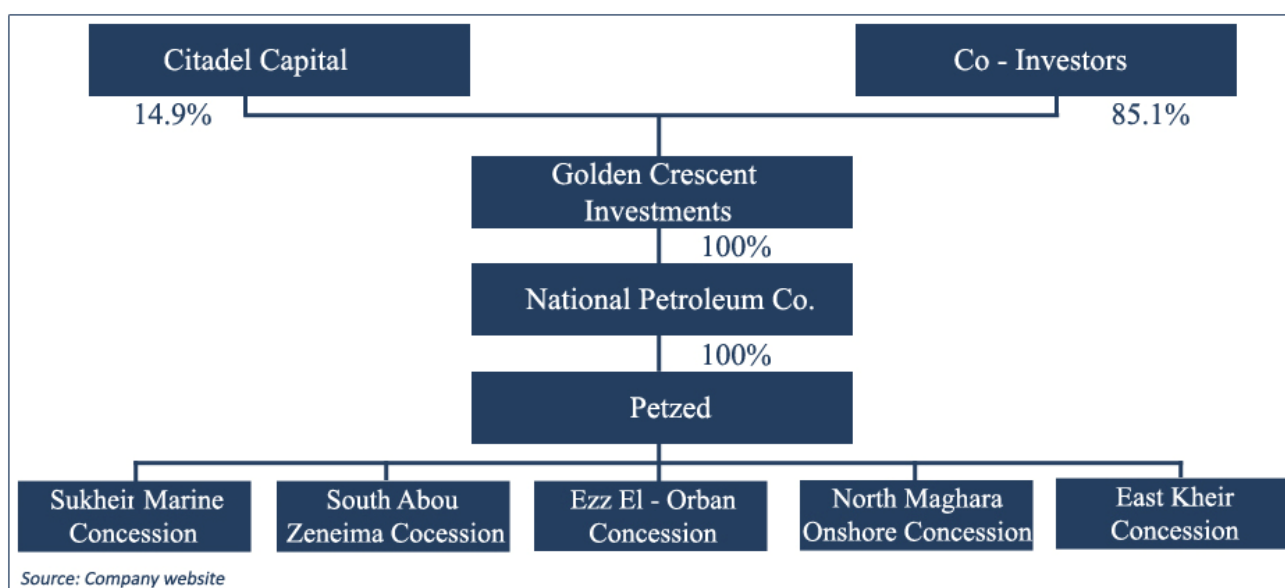 Citadel Capital
Co - Investors
14.9%
85.1%
Golden Crescent
Investments
100%
National Petroleum Co.
100%
Petzed
Sukheir Marine
Concession
South Abou
Zeneima Cocession
Ezz El - Orban
Concession
North Maghara
Onshore Concession
East Kheir
Concession
Source: Company website